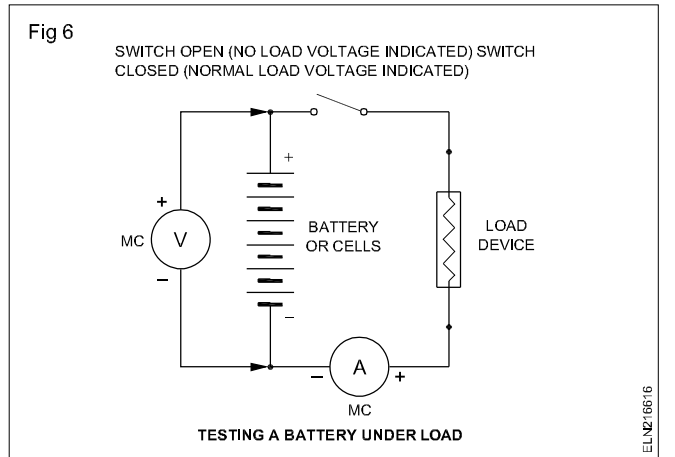 Fig 6
SWITCH OPEN (NO LOAD VOLTAGE INDICATED) SWITCH
CLOSED (NORMAL LOAD VOLTAGE INDICATED)
+
+
MC
V
BATTERY
OR CELLS
LOAD
DEVICE
–
–
–
A
+
MC
TESTING A BATTERY UNDER LOAD
ELN216616